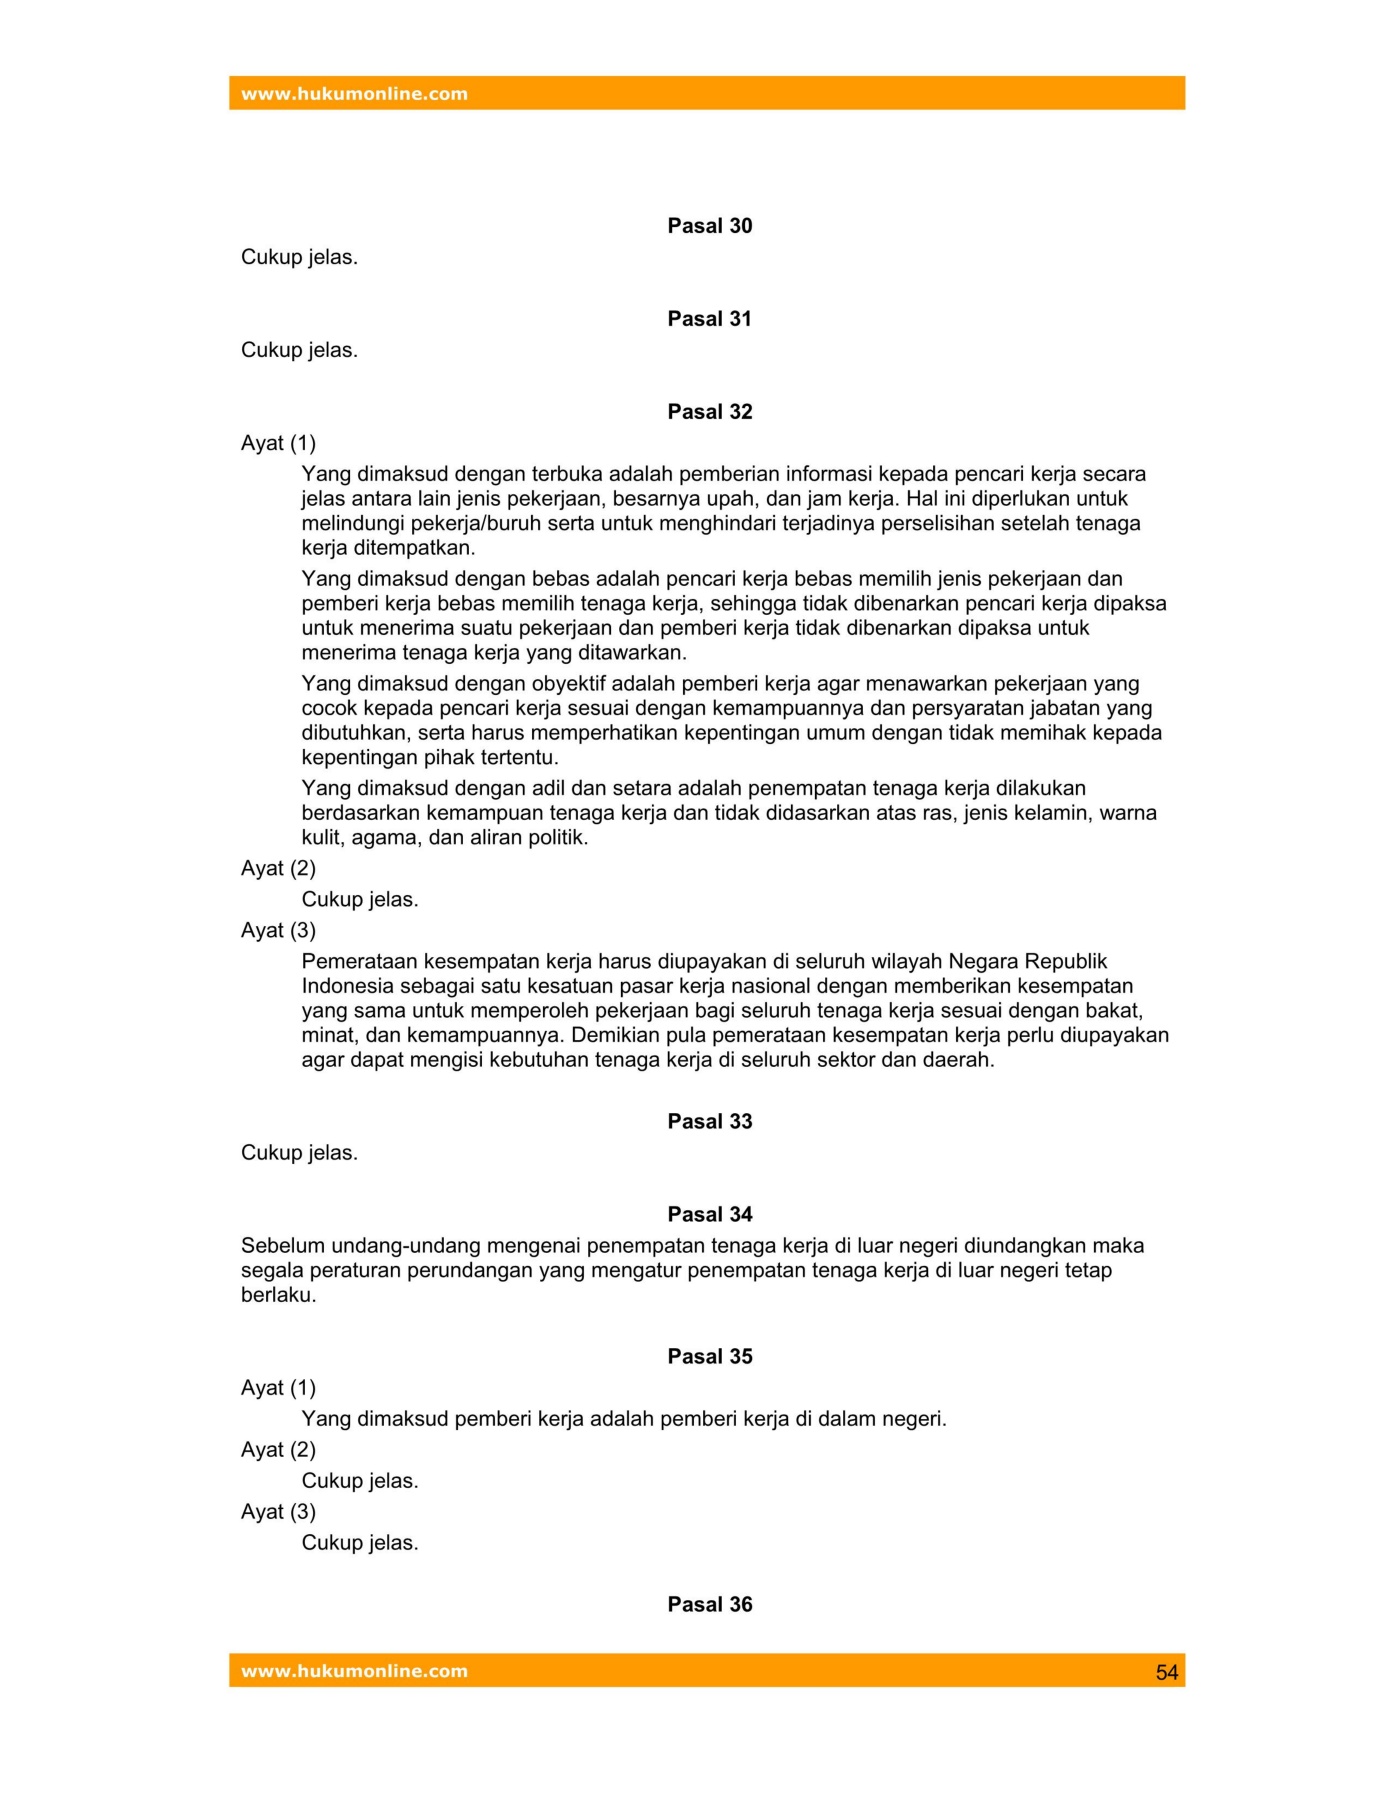 www.hukumonline.com
Pasal 30
Cukup jelas.
Pasal 31
Cukup jelas.
Pasal 32
Ayat (1)
Yang dimaksud dengan terbuka adalah pemberian informasi kepada pencari kerja secara
jelas antara lain jenis pekerjaan, besarnya upah, dan jam kerja. Hal ini diperlukan untuk
melindungi pekerja/buruh serta untuk menghindari terjadinya perselisihan setelah tenaga
kerja ditempatkan.
Yang dimaksud dengan bebas adalah pencari kerja bebas memilih jenis pekerjaan dan
pemberi kerja bebas memilih tenaga kerja, sehingga tidak dibenarkan pencari kerja dipaksa
untuk menerima suatu pekerjaan dan pemberi kerja tidak dibenarkan dipaksa untuk
menerima tenaga kerja yang ditawarkan.
Yang dimaksud dengan obyektif adalah pemberi kerja agar menawarkan pekerjaan yang
cocok kepada pencari kerja sesuai dengan kemampuannya dan persyaratan jabatan yang
dibutuhkan, serta harus memperhatikan kepentingan umum dengan tidak memihak kepada
kepentingan pihak tertentu.
Yang dimaksud dengan adil dan setara adalah penempatan tenaga kerja dilakukan
berdasarkan kemampuan tenaga kerja dan tidak didasarkan atas ras, jenis kelamin, warna
kulit, agama, dan aliran politik.
Ayat (2)
Cukup jelas.
Ayat (3)
Pemerataan kesempatan kerja harus diupayakan di seluruh wilayah Negara Republik
Indonesia sebagai satu kesatuan pasar kerja nasional dengan memberikan kesempatan
yang sama untuk memperoleh pekerjaan bagi seluruh tenaga kerja sesuai dengan bakat,
minat, dan kemampuannya. Demikian pula pemerataan kesempatan kerja perlu diupayakan
agar dapat mengisi kebutuhan tenaga kerja di seluruh sektor dan daerah.
Pasal 33
Cukup jelas.
Pasal 34
Sebelum undang-undang mengenai penempatan tenaga kerja di luar negeri diundangkan maka
segala peraturan perundangan yang mengatur penempatan tenaga kerja di luar negeri tetap
berlaku.
Pasal 35
Ayat (1)
Yang dimaksud pemberi kerja adalah pemberi kerja di dalam negeri.
Ayat (2)
Cukup jelas.
Ayat (3)
Cukup jelas.
Pasal 36
www.hukumonline.com 54